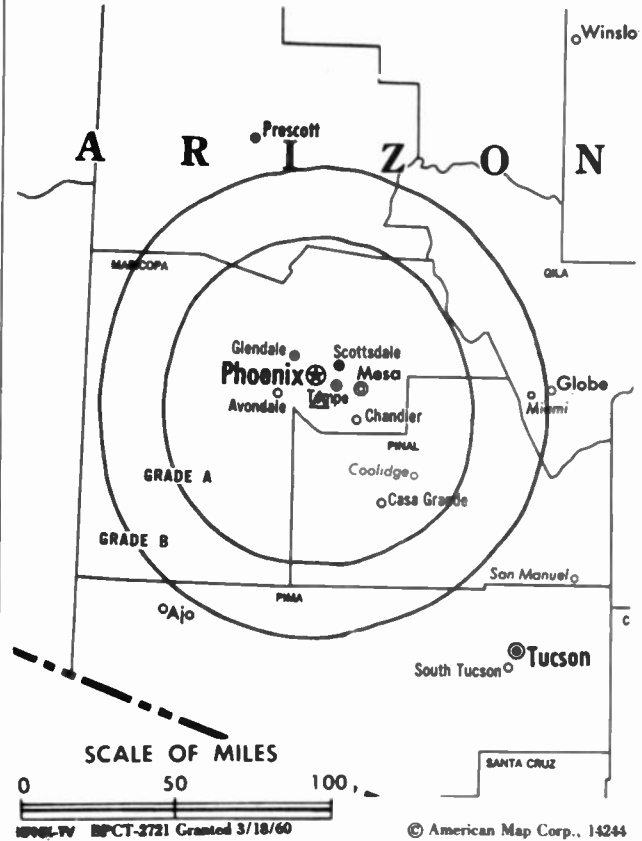 Winslo
Prescott
A R I Z O N
MARICOPA
GILA
Glendale
Scottsdale
Phoenix
Mesa
Tempe
Avondale
Chandler
Globe
Miami
PINAL
GRADE A
Coolidge
Casa Grande
GRADE B
San Manuel
PIMA
Ajo
C
Tucson
South Tucson
SCALE OF MILES
SANTA CRUZ
0 50 100
BPCT-2721 Granted 3/18/60
© American Map Corp., 14244